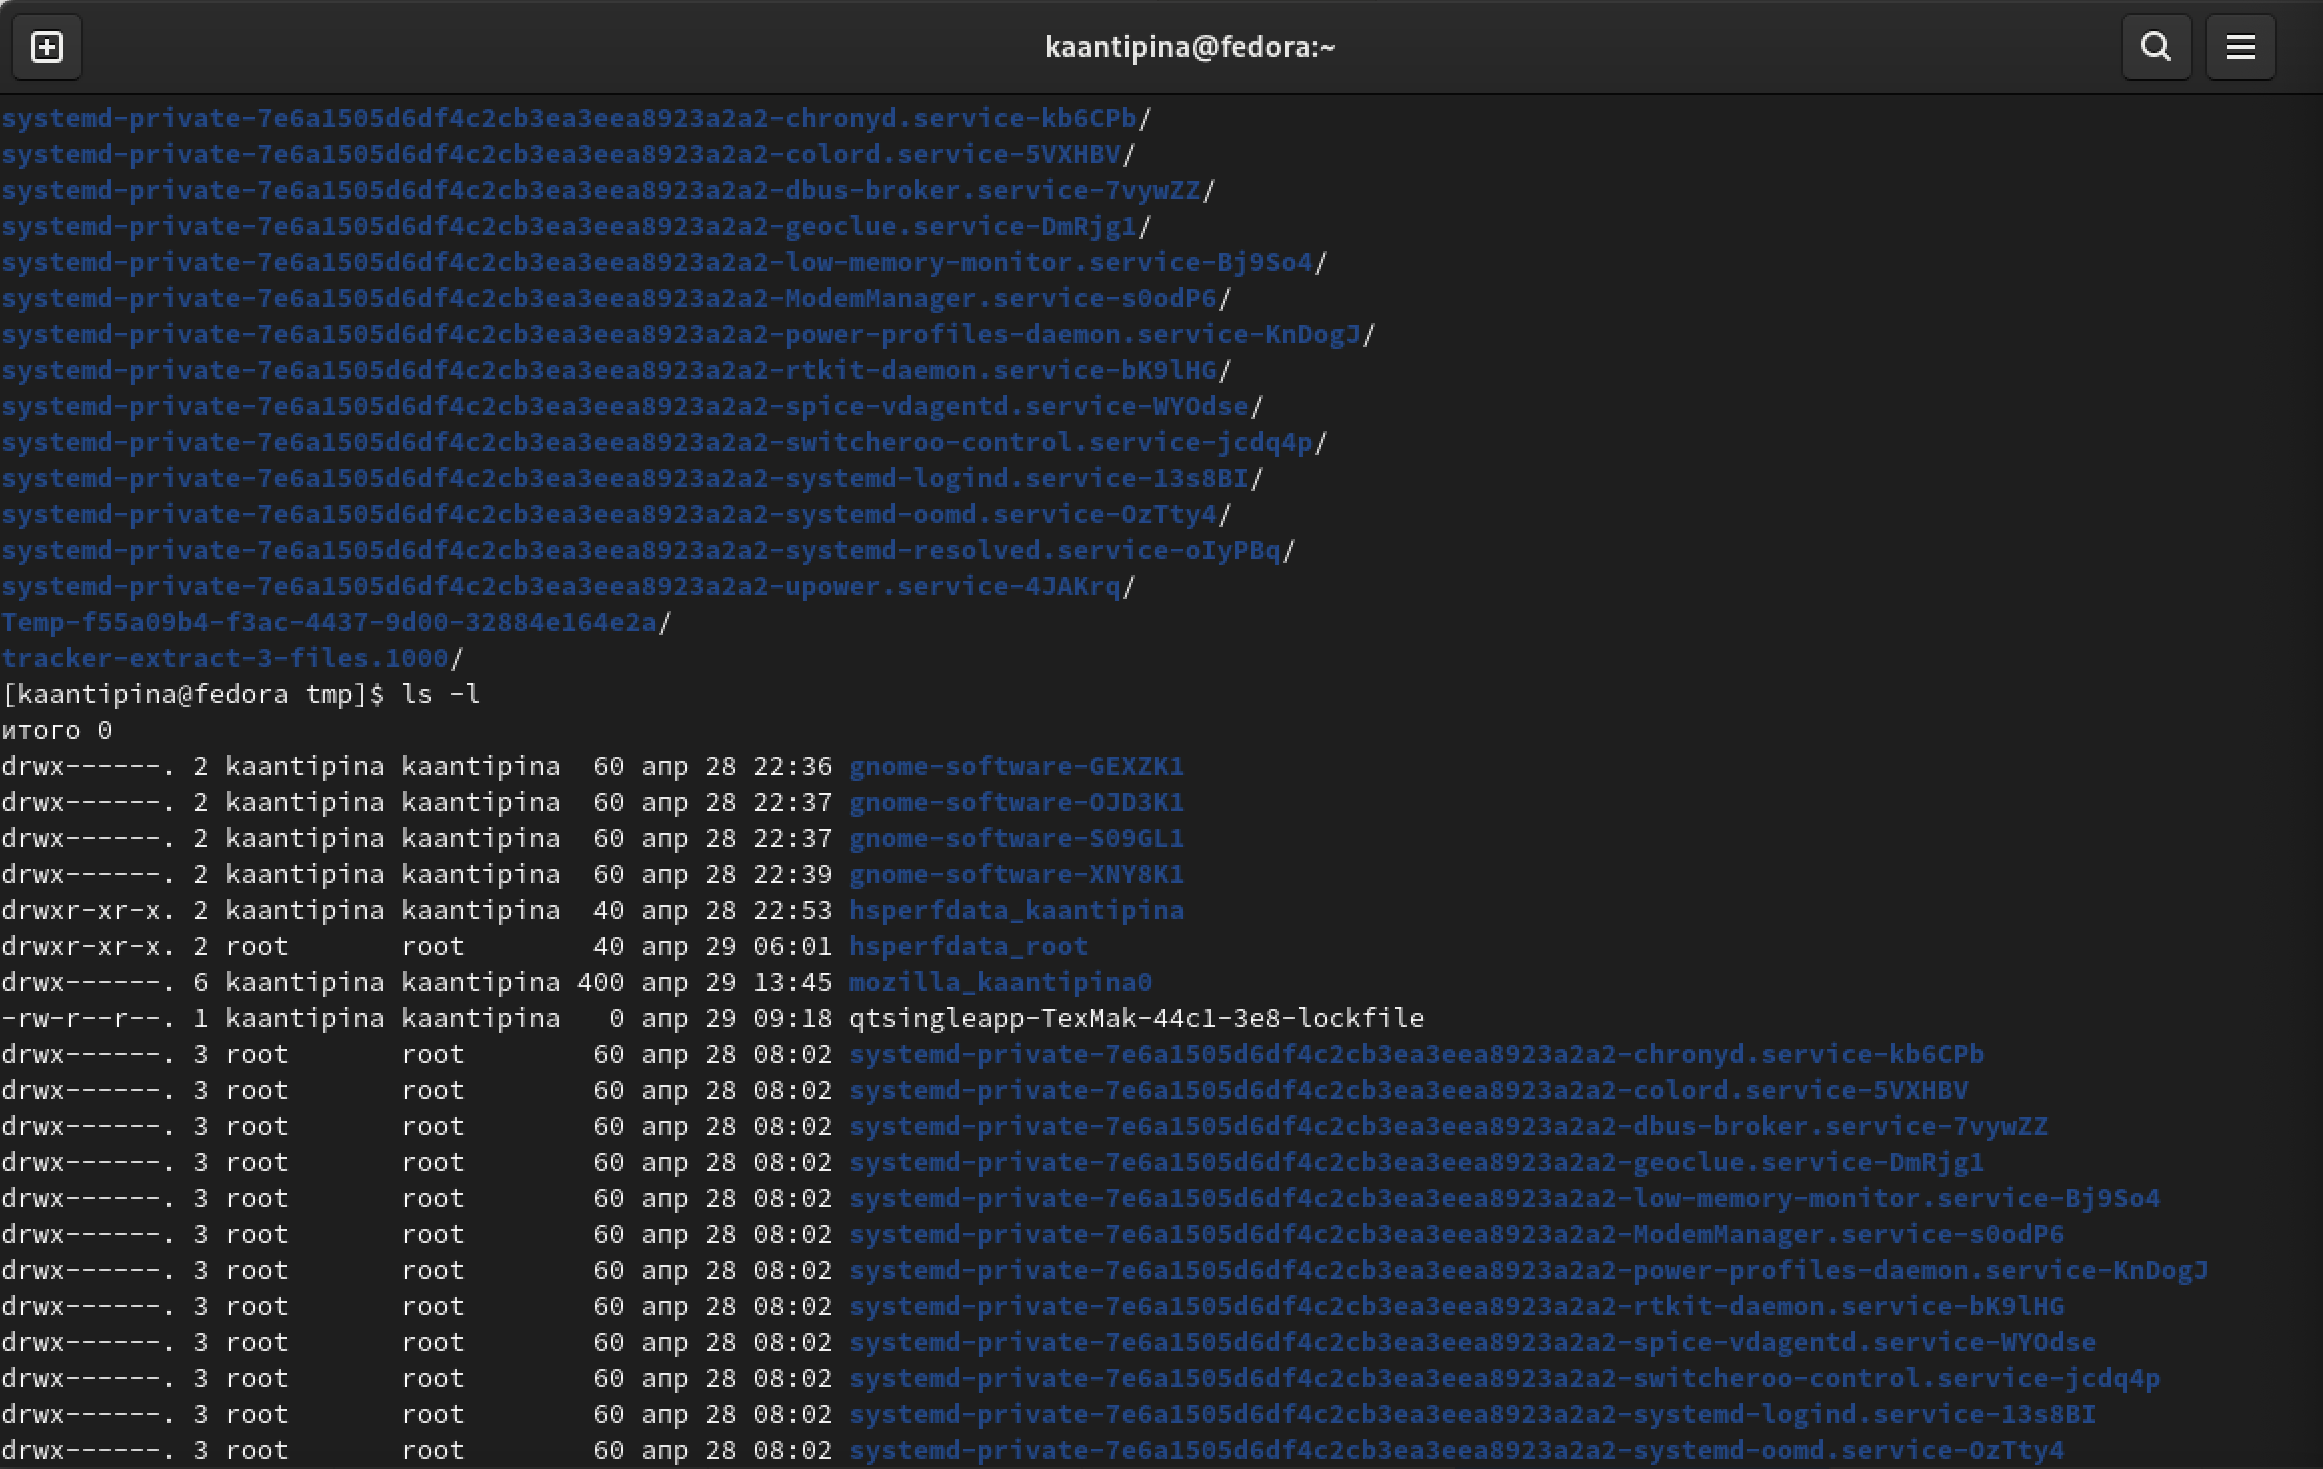 kaantipina@fedora:~
systemd-private-7e6a1505d6df4c2cb3ea3eea8923a2a2-chronyd.service-kb6CPb/
systemd-private-7e6a1505d6df4c2cb3ea3eea8923a2a2-colord.service-5VXHBV/
systemd-private-7e6a1505d6df4c2cb3ea3eea8923a2a2-dbus-broker.service-7vywZZ/
systemd-private-7e6a1505d6df4c2cb3ea3eea8923a2a2-geoclue.service-DmRjg1/
systemd-private-7e6a1505d6df4c2cb3ea3eea8923a2a2-low-memory-monitor.service-Bj9So4/
systemd-private-7e6a1505d6df4c2cb3ea3eea8923a2a2-ModemManager.service-s0odP6/
systemd-private-7e6a1505d6df4c2cb3ea3eea8923a2a2-power-profiles-daemon.service-KnDogJ/
systemd-private-7e6a1505d6df4c2cb3ea3eea8923a2a2-rtkit-daemon.service-bK9lHG/
systemd-private-7e6a1505d6df4c2cb3ea3eea8923a2a2-spice-vdagentd.service-WYOdse/
systemd-private-7e6a1505d6df4c2cb3ea3eea8923a2a2-switcheroo-control.service-jcdq4p/
systemd-private-7e6a1505d6df4c2cb3ea3eea8923a2a2-systemd-logind.service-13s8BI/
systemd-private-7e6a1505d6df4c2cb3ea3eea8923a2a2-systemd-oomd.service-OzTty4/
systemd-private-7e6a1505d6df4c2cb3ea3eea8923a2a2-systemd-resolved.service-oIyPBq/
systemd-private-7e6a1505d6df4c2cb3ea3eea8923a2a2-upower.service-4JAKrq/
Temp-f55a09b4-f3ac-4437-9d00-32884e164e2a/
tracker-extract-3-files.1000/
[kaantipina@fedora tmp]$ ls -l
итого 0
drwx------. 2 kaantipina kaantipina  60 апр 28 22:36 gnome-software-GEXZK1
drwx------. 2 kaantipina kaantipina  60 апр 28 22:37 gnome-software-OJD3K1
drwx------. 2 kaantipina kaantipina  60 апр 28 22:37 gnome-software-S09GL1
drwx------. 2 kaantipina kaantipina  60 апр 28 22:39 gnome-software-XNY8K1
drwxr-xr-x. 2 kaantipina kaantipina  40 апр 28 22:53 hsperfdata_kaantipina
drwxr-xr-x. 2 root       root        40 апр 29 06:01 hsperfdata_root
drwx------. 6 kaantipina kaantipina 400 апр 29 13:45 mozilla_kaantipina0
-rw-r--r--. 1 kaantipina kaantipina   0 апр 29 09:18 qtsingleapp-TexMak-44c1-3e8-lockfile
drwx------. 3 root       root        60 апр 28 08:02 systemd-private-7e6a1505d6df4c2cb3ea3eea8923a2a2-chronyd.service-kb6CPb
drwx------. 3 root       root        60 апр 28 08:02 systemd-private-7e6a1505d6df4c2cb3ea3eea8923a2a2-colord.service-5VXHBV
drwx------. 3 root       root        60 апр 28 08:02 systemd-private-7e6a1505d6df4c2cb3ea3eea8923a2a2-dbus-broker.service-7vywZZ
drwx------. 3 root       root        60 апр 28 08:02 systemd-private-7e6a1505d6df4c2cb3ea3eea8923a2a2-geoclue.service-DmRjg1
drwx------. 3 root       root        60 апр 28 08:02 systemd-private-7e6a1505d6df4c2cb3ea3eea8923a2a2-low-memory-monitor.service-Bj9So4
drwx------. 3 root       root        60 апр 28 08:02 systemd-private-7e6a1505d6df4c2cb3ea3eea8923a2a2-ModemManager.service-s0odP6
drwx------. 3 root       root        60 апр 28 08:02 systemd-private-7e6a1505d6df4c2cb3ea3eea8923a2a2-power-profiles-daemon.service-KnDogJ
drwx------. 3 root       root        60 апр 28 08:02 systemd-private-7e6a1505d6df4c2cb3ea3eea8923a2a2-rtkit-daemon.service-bK9lHG
drwx------. 3 root       root        60 апр 28 08:02 systemd-private-7e6a1505d6df4c2cb3ea3eea8923a2a2-spice-vdagentd.service-WYOdse
drwx------. 3 root       root        60 апр 28 08:02 systemd-private-7e6a1505d6df4c2cb3ea3eea8923a2a2-switcheroo-control.service-jcdq4p
drwx------. 3 root       root        60 апр 28 08:02 systemd-private-7e6a1505d6df4c2cb3ea3eea8923a2a2-systemd-logind.service-13s8BI
drwx------. 3 root       root        60 апр 28 08:02 systemd-private-7e6a1505d6df4c2cb3ea3eea8923a2a2-systemd-oomd.service-OzTty4